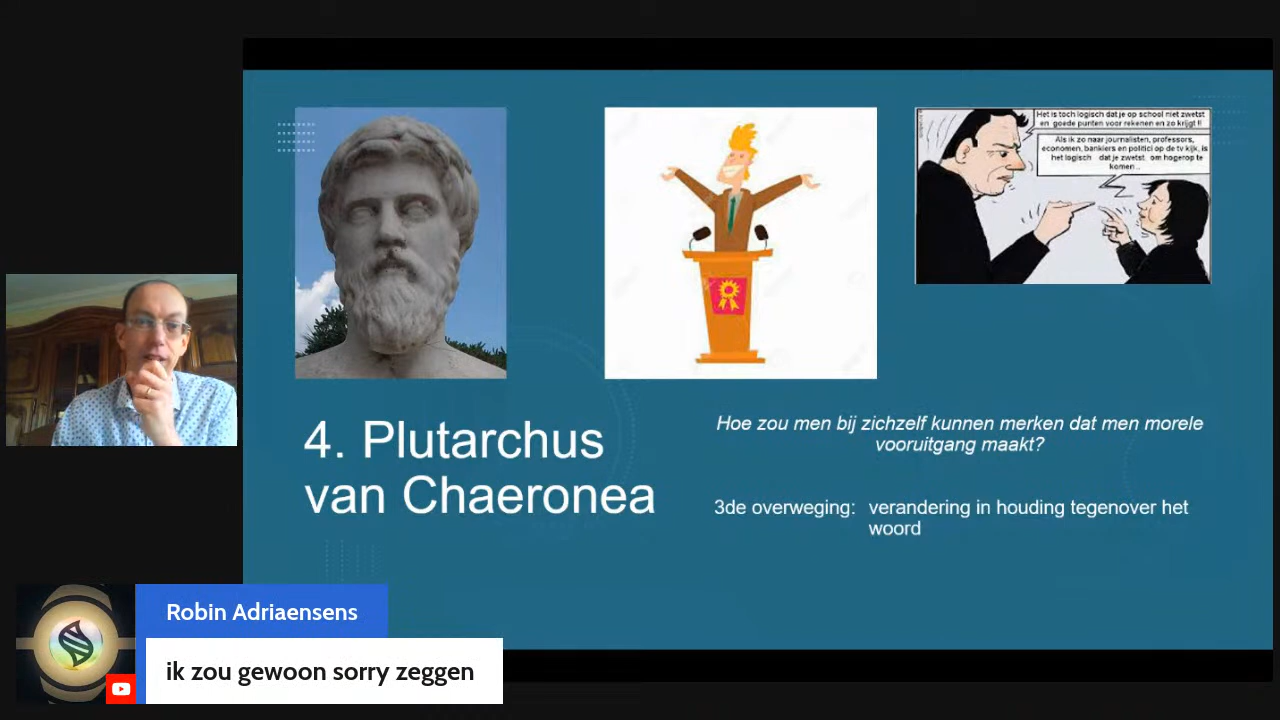 Het is toch logisch dat je op school niet zwetst
en goede punten voor rekenen en zo krijgt !!
Als ik zo naar journalisten, professors,
economen, bankiers en politici op de tv kijk, is
het logisch dat je zwetst om hogerop te
komen...
4. Plutarchus
van Chaeronea
Hoe zou men bij zichzelf kunnen merken dat men morele
vooruitgang maakt?
3de overweging: verandering in houding tegenover het
woord
Robin Adriaensens
ik zou gewoon sorry zeggen